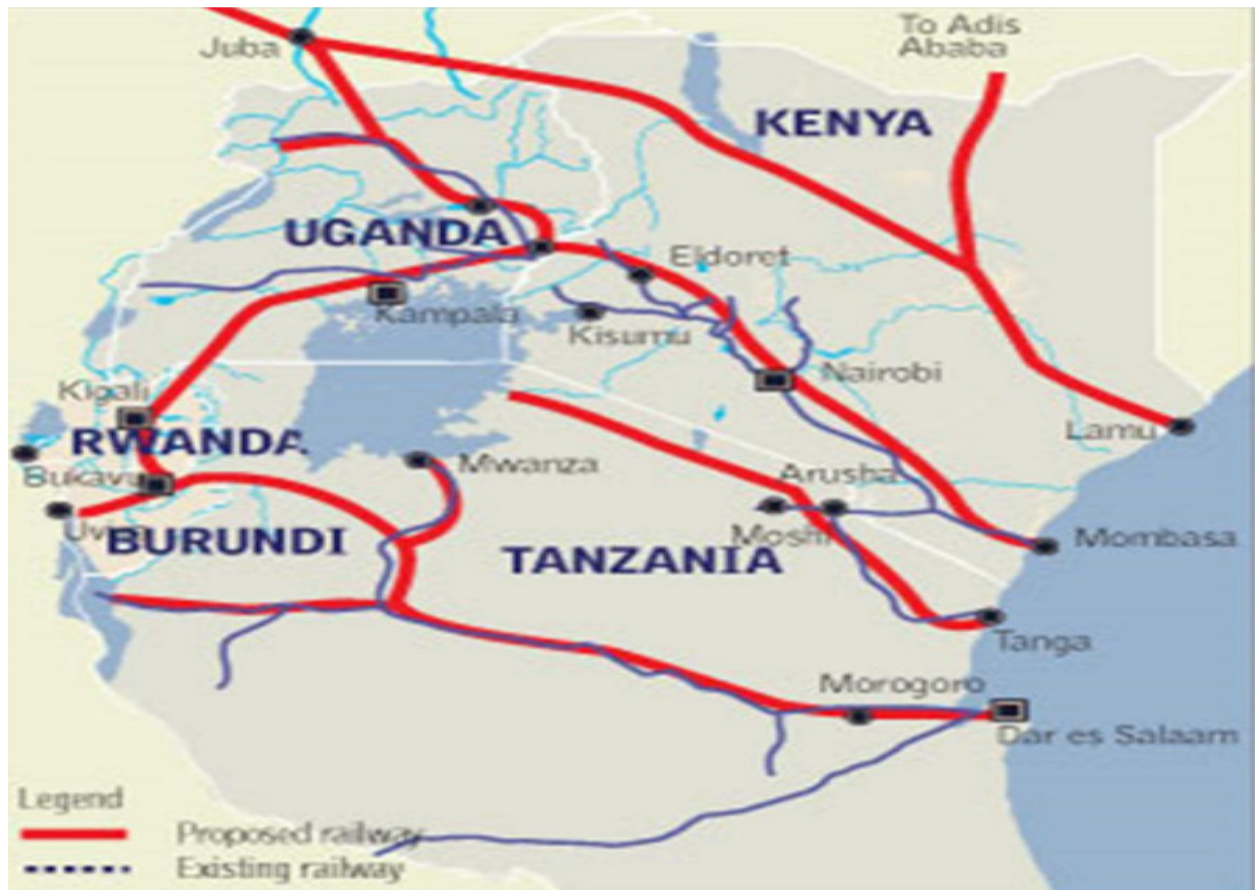 Juba
To Adis
Ababa
KENYA
UGANDA
Eldoret
Kampala
Kisumu
Nairobi
Kigali
RWANDA
Lamu
Mwanza
Bukavu
Arusha
Uvira
Moshi
BURUNDI
TANZANIA
Mombasa
Tanga
Morogoro
Dar es Salaam
Legend
Proposed railway
Existing railway